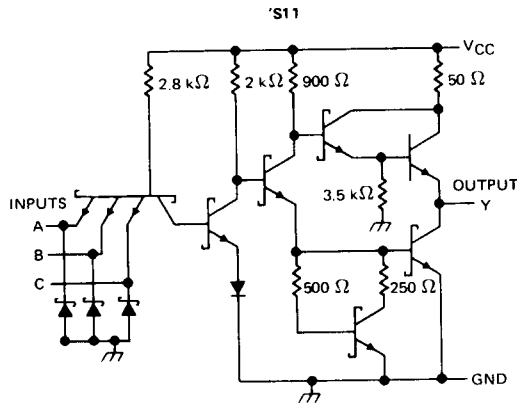 'S11
VCC
2.8 kΩ
2 kΩ
900 Ω
50 Ω
3.5 kΩ
INPUTS
A
B
C
OUTPUT
Y
500 Ω
250 Ω
GND